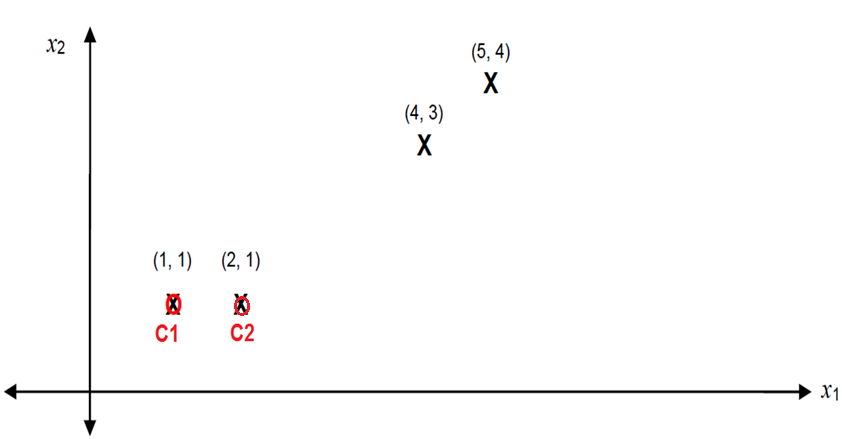 x2
(5, 4)
X
(4, 3)
X
(1, 1) (2, 1)
X X
C1 C2
x1